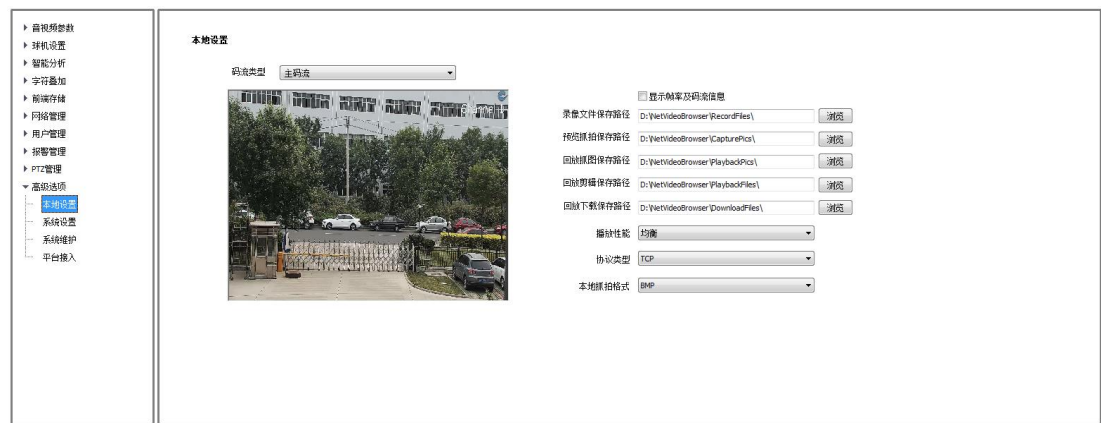 音视频参数
球机设置
智能分析
字符叠加
前端存储
网络管理
用户管理
报警管理
PTZ管理
高级选项
本地设置
系统设置
系统维护
平台接入
本地设置
码流类型 主码流
显示帧率及码流信息
录像文件保存路径 D:\NetVideoBrowser\RecordFiles\ 浏览
预览抓拍保存路径 D:\NetVideoBrowser\CapturePics\ 浏览
回放抓图保存路径 D:\NetVideoBrowser\PlaybackPics\ 浏览
回放剪辑保存路径 D:\NetVideoBrowser\PlaybackFiles\ 浏览
回放下载保存路径 D:\NetVideoBrowser\DownloadFiles\ 浏览
播放性能 均衡
协议类型 TCP
本地抓拍格式 BMP